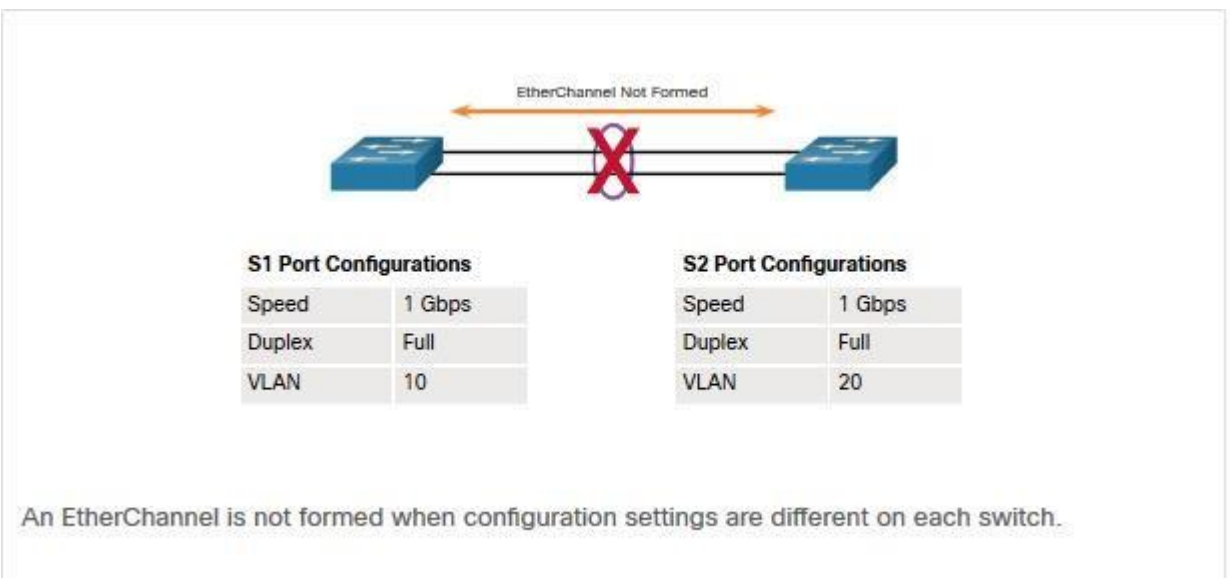 EtherChannel Not Formed
X
S1 Port Configurations
Speed 1 Gbps
Duplex Full
VLAN 10
S2 Port Configurations
Speed 1 Gbps
Duplex Full
VLAN 20
An EtherChannel is not formed when configuration settings are different on each switch.